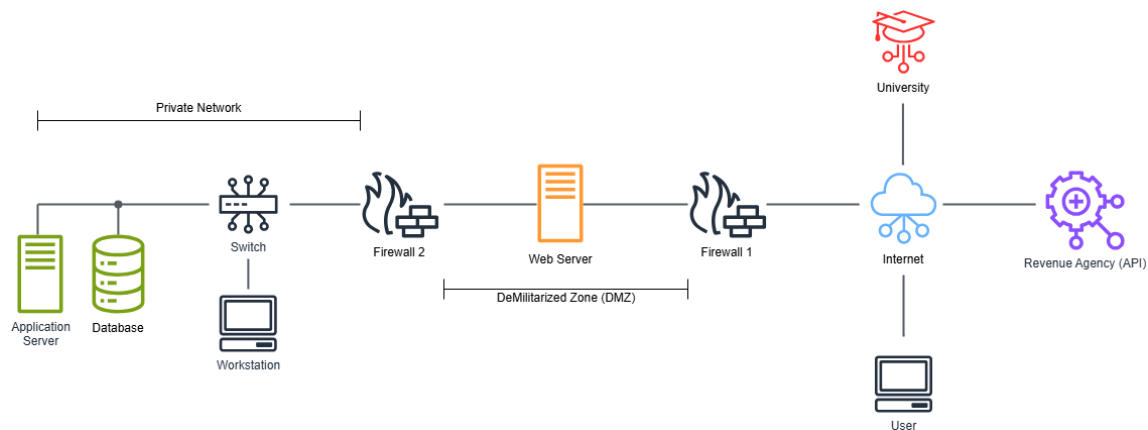 University
Private Network
Switch
Firewall 2
Web Server
Firewall 1
Internet
Revenue Agency (API)
DeMilitarized Zone (DMZ)
Application
Server
Database
Workstation
User